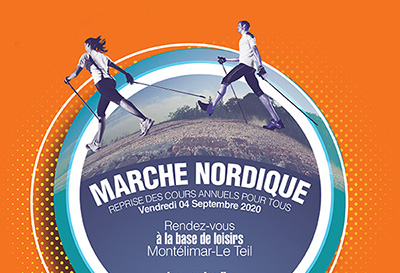 MARCHE NORDIQUE
REPRISE DES COURS ANNUELS POUR TOUS
Vendredi 04 Septembre 2020
Rendez-vous
à la base de loisirs
Montélimar-Le Teil